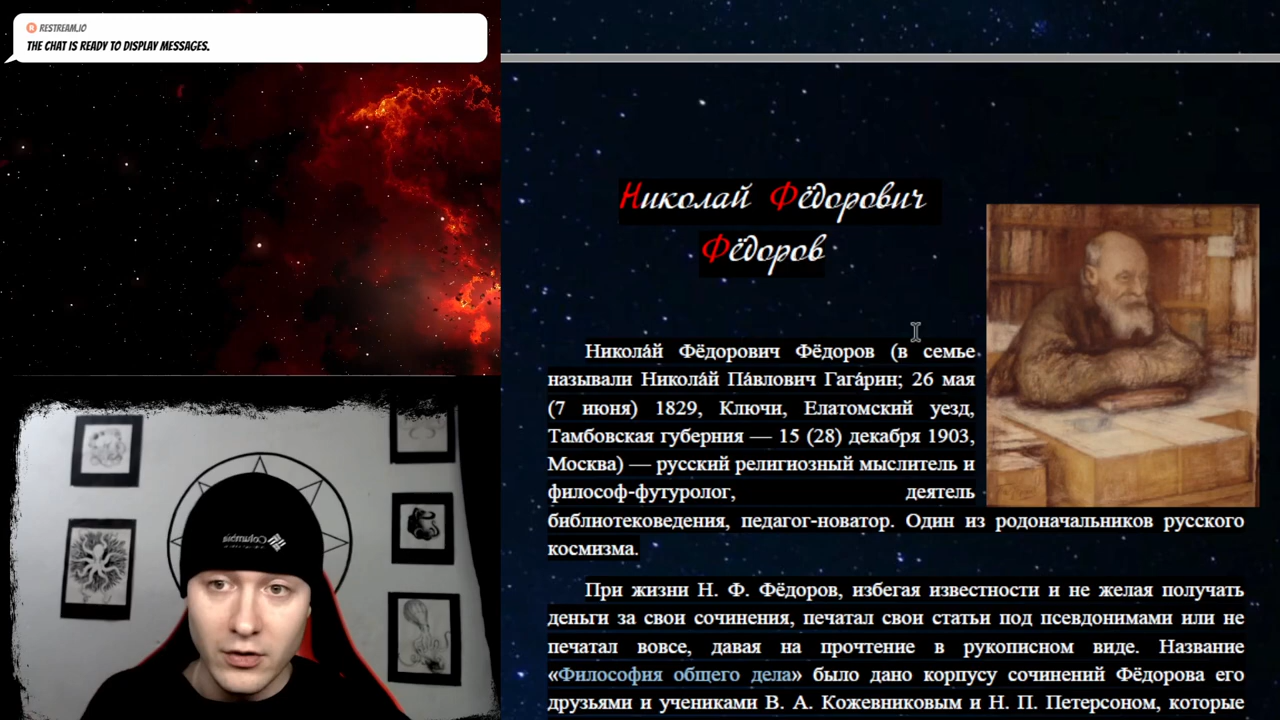 RESTREAM.IO
THE CHAT IS READY TO DISPLAY MESSAGES.
Николай Фёдорович
Фёдоров
Никола́й Фёдорович Фёдоров (в семье
называли Никола́й Па́влович Гага́рин; 26 мая
(7 июня) 1829, Ключи, Елатомский уезд,
Тамбовская губерния — 15 (28) декабря 1903,
Москва) — русский религиозный мыслитель и
философ-футуролог, деятель
библиотековедения, педагог-новатор. Один из родоначальников русского
космизма.
При жизни Н. Ф. Фёдоров, избегая известности и не желая получать
деньги за свои сочинения, печатал свои статьи под псевдонимами или не
печатал вовсе, давая на прочтение в рукописном виде. Название
«Философия общего дела» было дано корпусу сочинений Фёдорова его
друзьями и учениками В. А. Кожевниковым и Н. П. Петерсоном, которые
Columbia